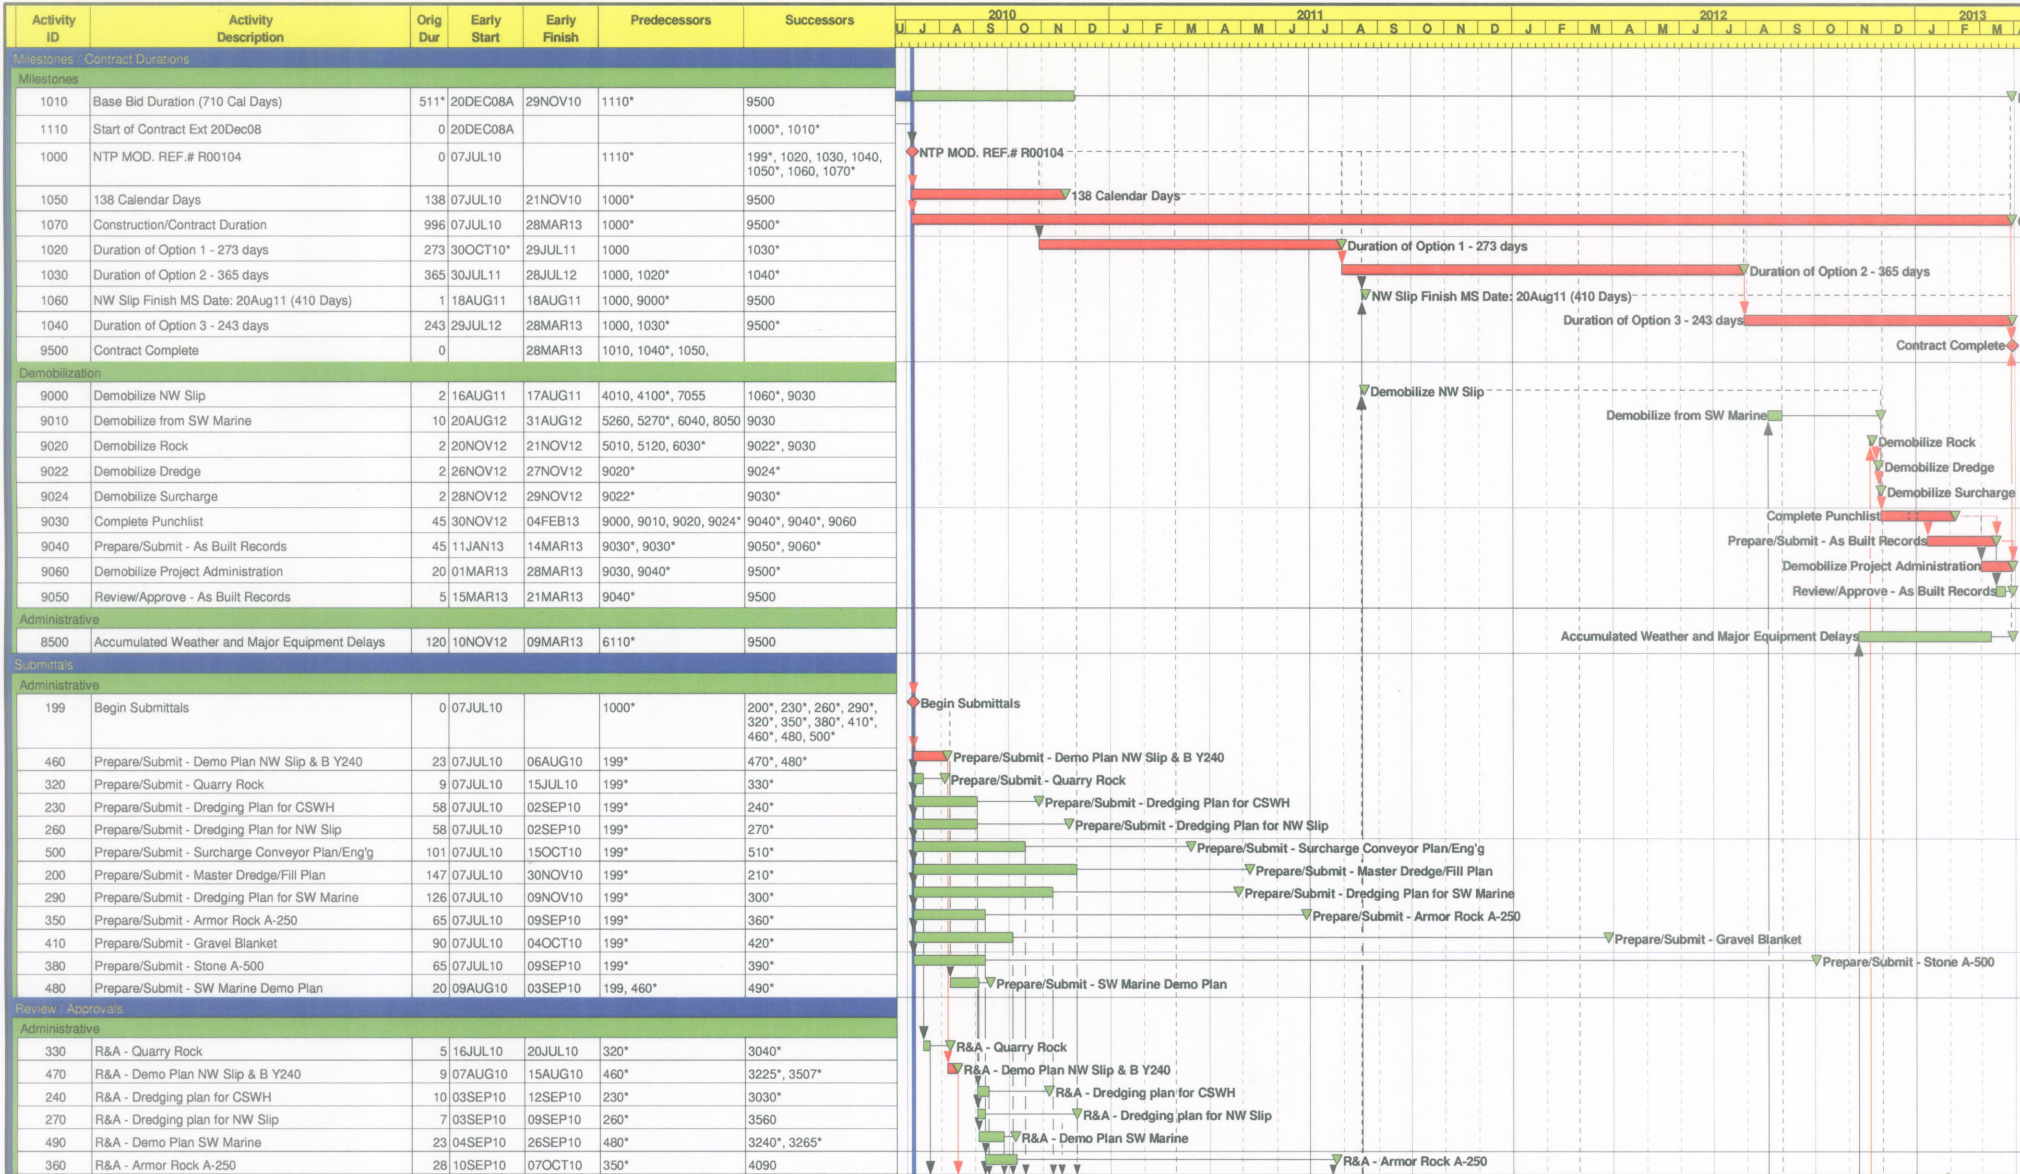 Activity ID Activity Description Orig Dur Early Start Early Finish Predecessors Successors
2010 2011 2012 2013
U J A S O N D J F M A M J J A S O N D J F M A M J J A S O N D J F M A
Milestones / Contract Durations
Milestones
1010 Base Bid Duration (710 Cal Days) 511* 20DEC08A 29NOV10 1110* 9500
1110 Start of Contract Ext 20Dec08 0 20DEC08A 1000*, 1010*
1000 NTP MOD. REF.# R00104 0 07JUL10 1110* 199*, 1020, 1030, 1040, NTP MOD. REF.# R00104
1050*, 1060, 1070*
1050 138 Calendar Days 138 07JUL10 21NOV10 1000* 9500 138 Calendar Days
1070 Construction/Contract Duration 996 07JUL10 28MAR13 1000* 9500*
1020 Duration of Option 1 - 273 days 273 30OCT10* 29JUL11 1000 1030* Duration of Option 1 - 273 days
1030 Duration of Option 2 - 365 days 365 30JUL11 28JUL12 1000, 1020* 1040* Duration of Option 2 - 365 days
1060 NW Slip Finish MS Date: 20Aug11 (410 Days) 1 18AUG11 18AUG11 1000, 9000* 9500 NW Slip Finish MS Date: 20Aug11 (410 Days)
1040 Duration of Option 3 - 243 days 243 29JUL12 28MAR13 1000, 1030* 9500* Duration of Option 3 - 243 days
9500 Contract Complete 0 28MAR13 1010, 1040*, 1050, Contract Complete
Demobilization
9000 Demobilize NW Slip 2 16AUG11 17AUG11 4010, 4100*, 7055 1060*, 9030 Demobilize NW Slip
9010 Demobilize from SW Marine 10 20AUG12 31AUG12 5260, 5270*, 6040, 8050 9030 Demobilize from SW Marine
9020 Demobilize Rock 2 20NOV12 21NOV12 5010, 5120, 6030* 9022*, 9030 Demobilize Rock
9022 Demobilize Dredge 2 26NOV12 27NOV12 9020* 9024* Demobilize Dredge
9024 Demobilize Surcharge 2 28NOV12 29NOV12 9022* 9030* Demobilize Surcharge
9030 Complete Punchlist 45 30NOV12 04FEB13 9000, 9010, 9020, 9024* 9040*, 9040*, 9060 Complete Punchlist
9040 Prepare/Submit - As Built Records 45 11JAN13 14MAR13 9030*, 9030* 9050*, 9060* Prepare/Submit - As Built Records
9060 Demobilize Project Administration 20 01MAR13 28MAR13 9030, 9040* 9500* Demobilize Project Administration
9050 Review/Approve - As Built Records 5 15MAR13 21MAR13 9040* 9500 Review/Approve - As Built Records
Administrative
8500 Accumulated Weather and Major Equipment Delays 120 10NOV12 09MAR13 6110* 9500 Accumulated Weather and Major Equipment Delays
Submittals
Administrative
199 Begin Submittals 0 07JUL10 1000* 200*, 230*, 260*, 290*, Begin Submittals
320*, 350*, 380*, 410*,
460*, 480, 500*
460 Prepare/Submit - Demo Plan NW Slip & B Y240 23 07JUL10 06AUG10 199* 470*, 480* Prepare/Submit - Demo Plan NW Slip & B Y240
320 Prepare/Submit - Quarry Rock 9 07JUL10 15JUL10 199* 330* Prepare/Submit - Quarry Rock
230 Prepare/Submit - Dredging Plan for CSWH 58 07JUL10 02SEP10 199* 240* Prepare/Submit - Dredging Plan for CSWH
260 Prepare/Submit - Dredging Plan for NW Slip 58 07JUL10 02SEP10 199* 270* Prepare/Submit - Dredging Plan for NW Slip
500 Prepare/Submit - Surcharge Conveyor Plan/Eng'g 101 07JUL10 15OCT10 199* 510* Prepare/Submit - Surcharge Conveyor Plan/Eng'g
200 Prepare/Submit - Master Dredge/Fill Plan 147 07JUL10 30NOV10 199* 210* Prepare/Submit - Master Dredge/Fill Plan
290 Prepare/Submit - Dredging Plan for SW Marine 126 07JUL10 09NOV10 199* 300* Prepare/Submit - Dredging Plan for SW Marine
350 Prepare/Submit - Armor Rock A-250 65 07JUL10 09SEP10 199* 360* Prepare/Submit - Armor Rock A-250
410 Prepare/Submit - Gravel Blanket 90 07JUL10 04OCT10 199* 420* Prepare/Submit - Gravel Blanket
380 Prepare/Submit - Stone A-500 65 07JUL10 09SEP10 199* 390* Prepare/Submit - Stone A-500
480 Prepare/Submit - SW Marine Demo Plan 20 09AUG10 03SEP10 199, 460* 490* Prepare/Submit - SW Marine Demo Plan
Review / Approvals
Administrative
330 R&A - Quarry Rock 5 16JUL10 20JUL10 320* 3040* R&A - Quarry Rock
470 R&A - Demo Plan NW Slip & B Y240 9 07AUG10 15AUG10 460* 3225*, 3507* R&A - Demo Plan NW Slip & B Y240
240 R&A - Dredging plan for CSWH 10 03SEP10 12SEP10 230* 3030* R&A - Dredging plan for CSWH
270 R&A - Dredging plan for NW Slip 7 03SEP10 09SEP10 260* 3560 R&A - Dredging plan for NW Slip
490 R&A - Demo Plan SW Marine 23 04SEP10 26SEP10 480* 3240*, 3265* R&A - Demo Plan SW Marine
360 R&A - Armor Rock A-250 28 10SEP10 07OCT10 350* 4090 R&A - Armor Rock A-250